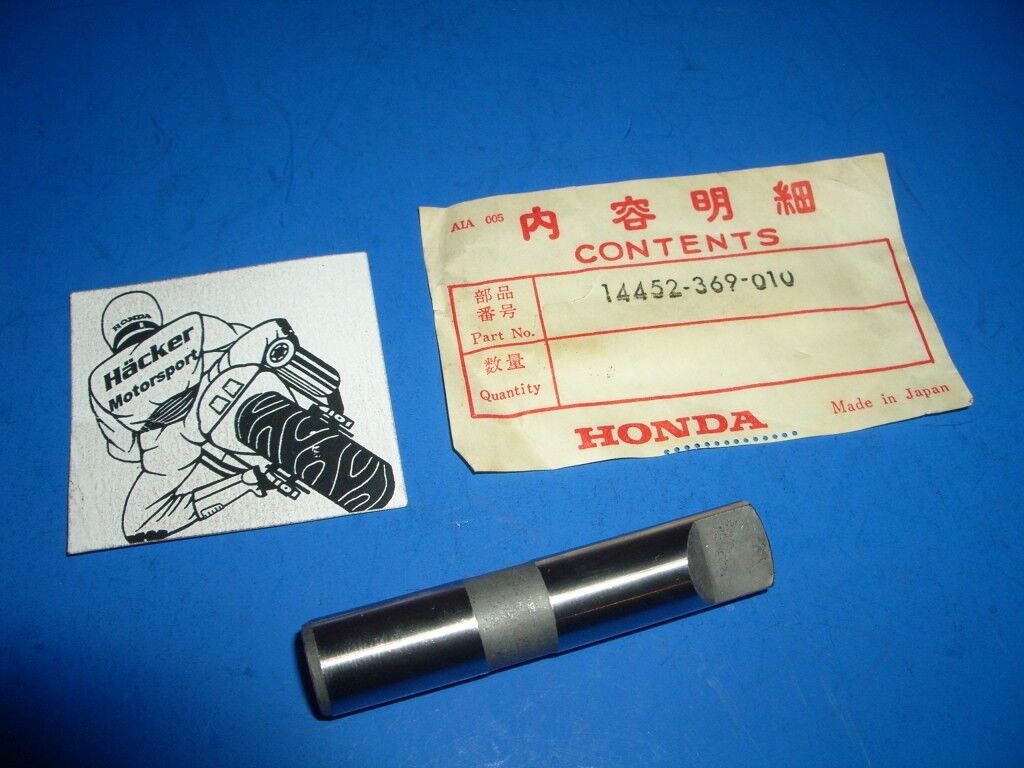 HONDA
Häcker
Motorsport
AIA 005
内容明細
CONTENTS
部品
番号
Part No.
14452-369-010
数量
Quantity
HONDA
Made in Japan